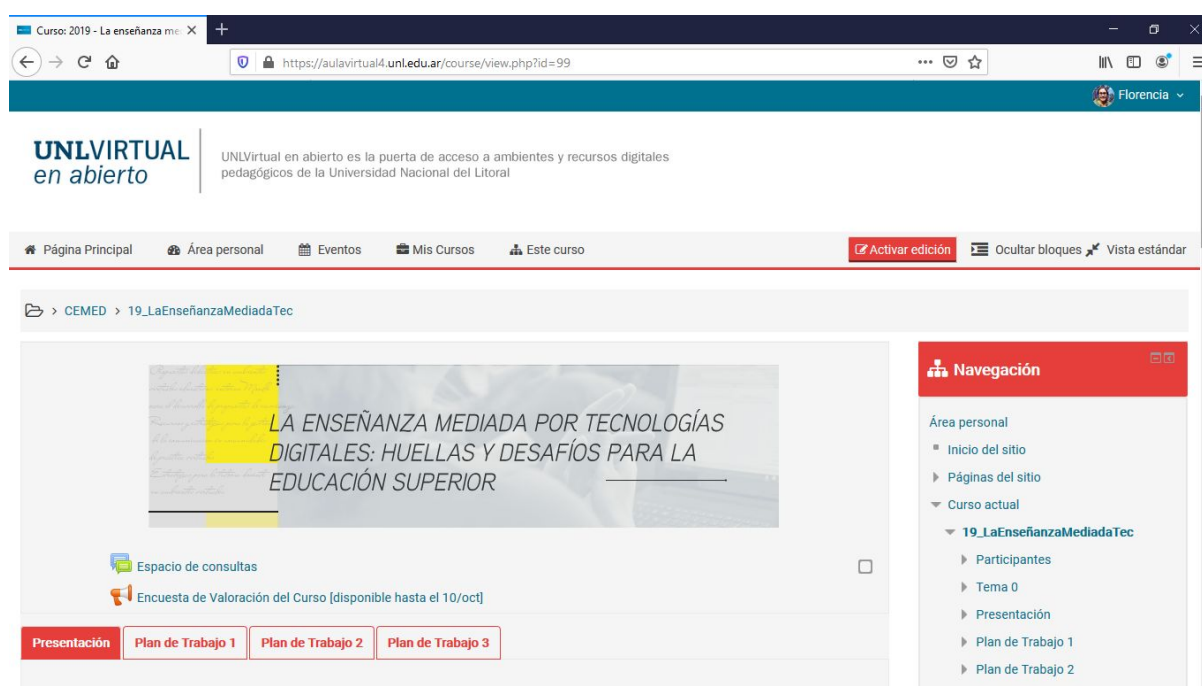 Curso: 2019 - La enseñanza me
https://aulavirtual4.unl.edu.ar/course/view.php?id=99
Florencia
UNLVIRTUAL
en abierto
UNLVirtual en abierto es la puerta de acceso a ambientes y recursos digitales
pedagógicos de la Universidad Nacional del Litoral
Página Principal Área personal Eventos Mis Cursos Este curso Activar edición Ocultar bloques Vista estándar
> CEMED > 19_LaEnseñanzaMediadaTec
LA ENSEÑANZA MEDIADA POR TECNOLOGÍAS
DIGITALES: HUELLAS Y DESAFÍOS PARA LA
EDUCACIÓN SUPERIOR
Espacio de consultas
Encuesta de Valoración del Curso [disponible hasta el 10/oct]
Presentación Plan de Trabajo 1 Plan de Trabajo 2 Plan de Trabajo 3
Navegación
Área personal
Inicio del sitio
Páginas del sitio
Curso actual
19_LaEnseñanzaMediadaTec
Participantes
Tema 0
Presentación
Plan de Trabajo 1
Plan de Trabajo 2